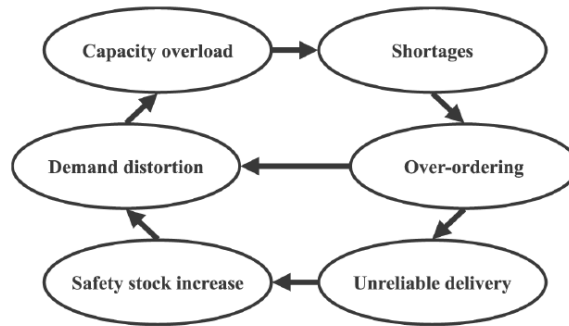 Capacity overload
Shortages
Demand distortion
Over-ordering
Safety stock increase
Unreliable delivery